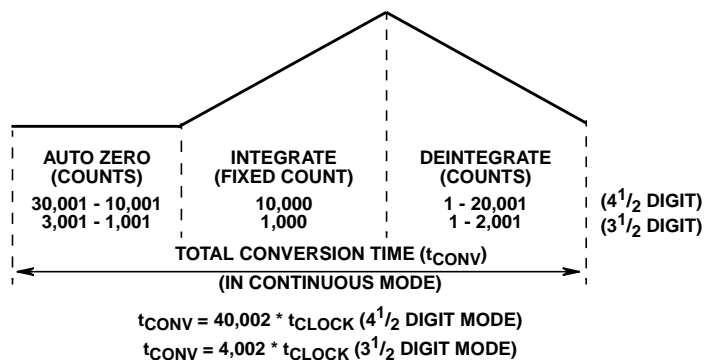 AUTO ZERO
(COUNTS)
30,001 - 10,001
3,001 - 1,001
INTEGRATE
(FIXED COUNT)
10,000
1,000
DEINTEGRATE
(COUNTS)
1 - 20,001
1 - 2,001
(4 1/2 DIGIT)
(3 1/2 DIGIT)
TOTAL CONVERSION TIME (tCONV)
(IN CONTINUOUS MODE)
tCONV = 40,002 * tCLOCK (4 1/2 DIGIT MODE)
tCONV = 4,002 * tCLOCK (3 1/2 DIGIT MODE)